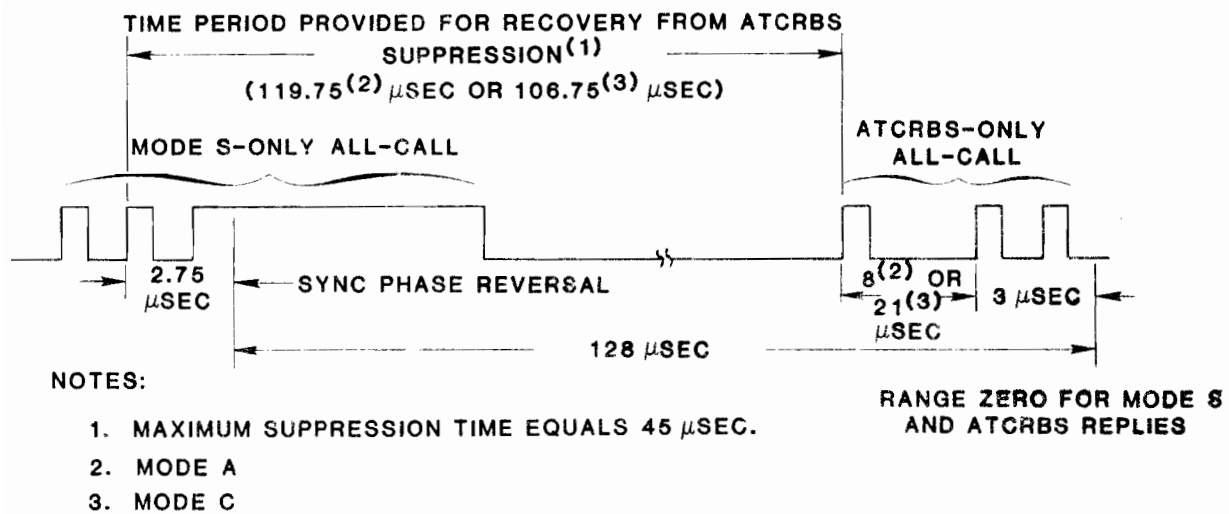 TIME PERIOD PROVIDED FOR RECOVERY FROM ATCRBS
SUPPRESSION(1)
(119.75(2) μSEC OR 106.75(3) μSEC)
MODE S-ONLY ALL-CALL
ATCRBS-ONLY
ALL-CALL
2.75
μSEC
SYNC PHASE REVERSAL
8(2) OR
21(3)
μSEC
3 μSEC
128 μSEC
RANGE ZERO FOR MODE S
AND ATCRBS REPLIES
NOTES:
1. MAXIMUM SUPPRESSION TIME EQUALS 45 μSEC.
2. MODE A
3. MODE C